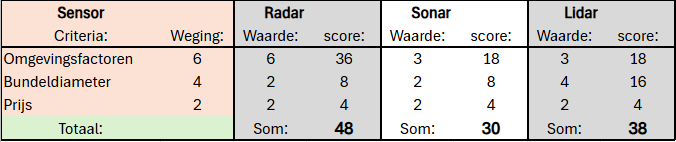 Sensor Radar Sonar Lidar
Criteria: Weging: Waarde: score: Waarde: score: Waarde: score:
Omgevingsfactoren 6 6 36 3 18 3 18
Bundeldiameter 4 2 8 2 8 4 16
Prijs 2 2 4 2 4 2 4
Totaal: Som: 48 Som: 30 Som: 38